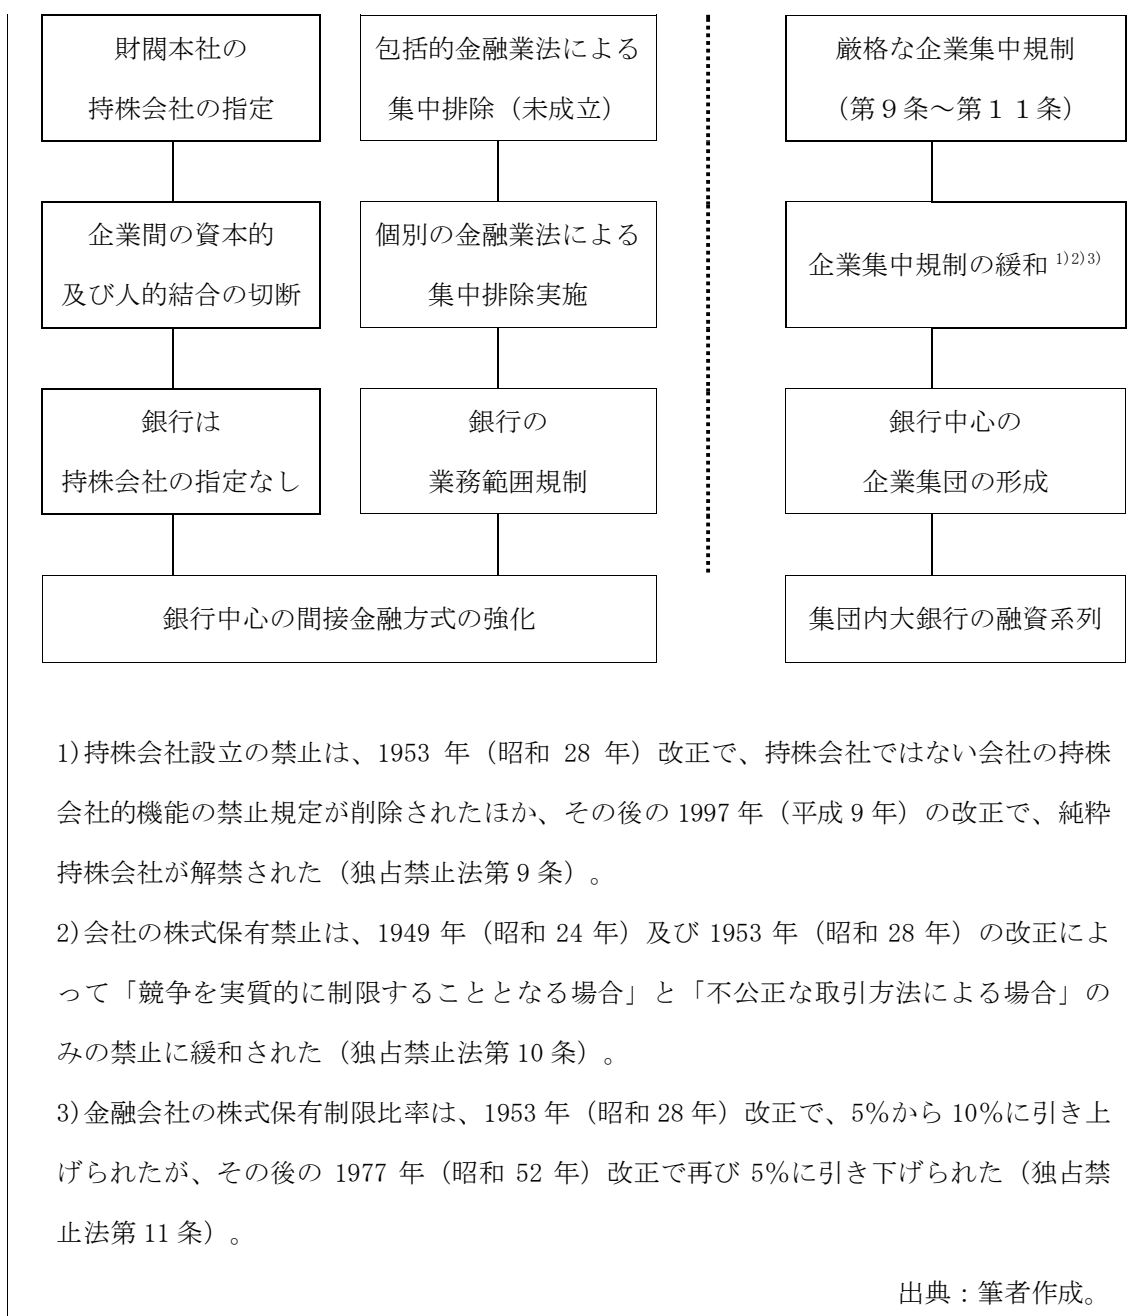 財閥本社の
持株会社の指定
包括的金融業法による
集中排除（未成立）
厳格な企業集中規制
（第９条～第１１条）
企業間の資本的
及び人的結合の切断
個別の金融業法による
集中排除実施
企業集中規制の緩和 1)2)3)
銀行は
持株会社の指定なし
銀行の
業務範囲規制
銀行中心の
企業集団の形成
銀行中心の間接金融方式の強化
集団内大銀行の融資系列
1)持株会社設立の禁止は、1953 年（昭和 28 年）改正で、持株会社ではない会社の持株
会社的機能の禁止規定が削除されたほか、その後の 1997 年（平成 9 年）の改正で、純粋
持株会社が解禁された（独占禁止法第 9 条）。
2)会社の株式保有禁止は、1949 年（昭和 24 年）及び 1953 年（昭和 28 年）の改正によ
って「競争を実質的に制限することとなる場合」と「不公正な取引方法による場合」の
みの禁止に緩和された（独占禁止法第 10 条）。
3)金融会社の株式保有制限比率は、1953 年（昭和 28 年）改正で、5％から 10％に引き上
げられたが、その後の 1977 年（昭和 52 年）改正で再び 5％に引き下げられた（独占禁
止法第 11 条）。
出典：筆者作成。